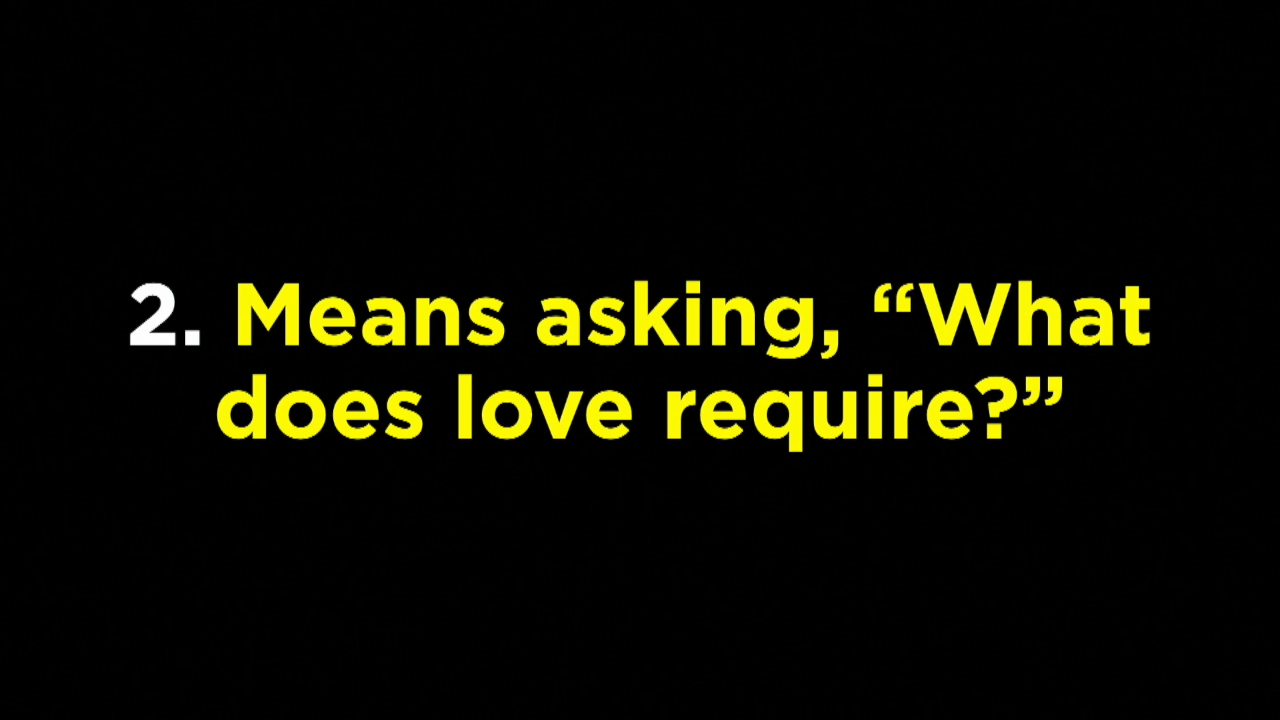 2. Means asking, “What
does love require?”